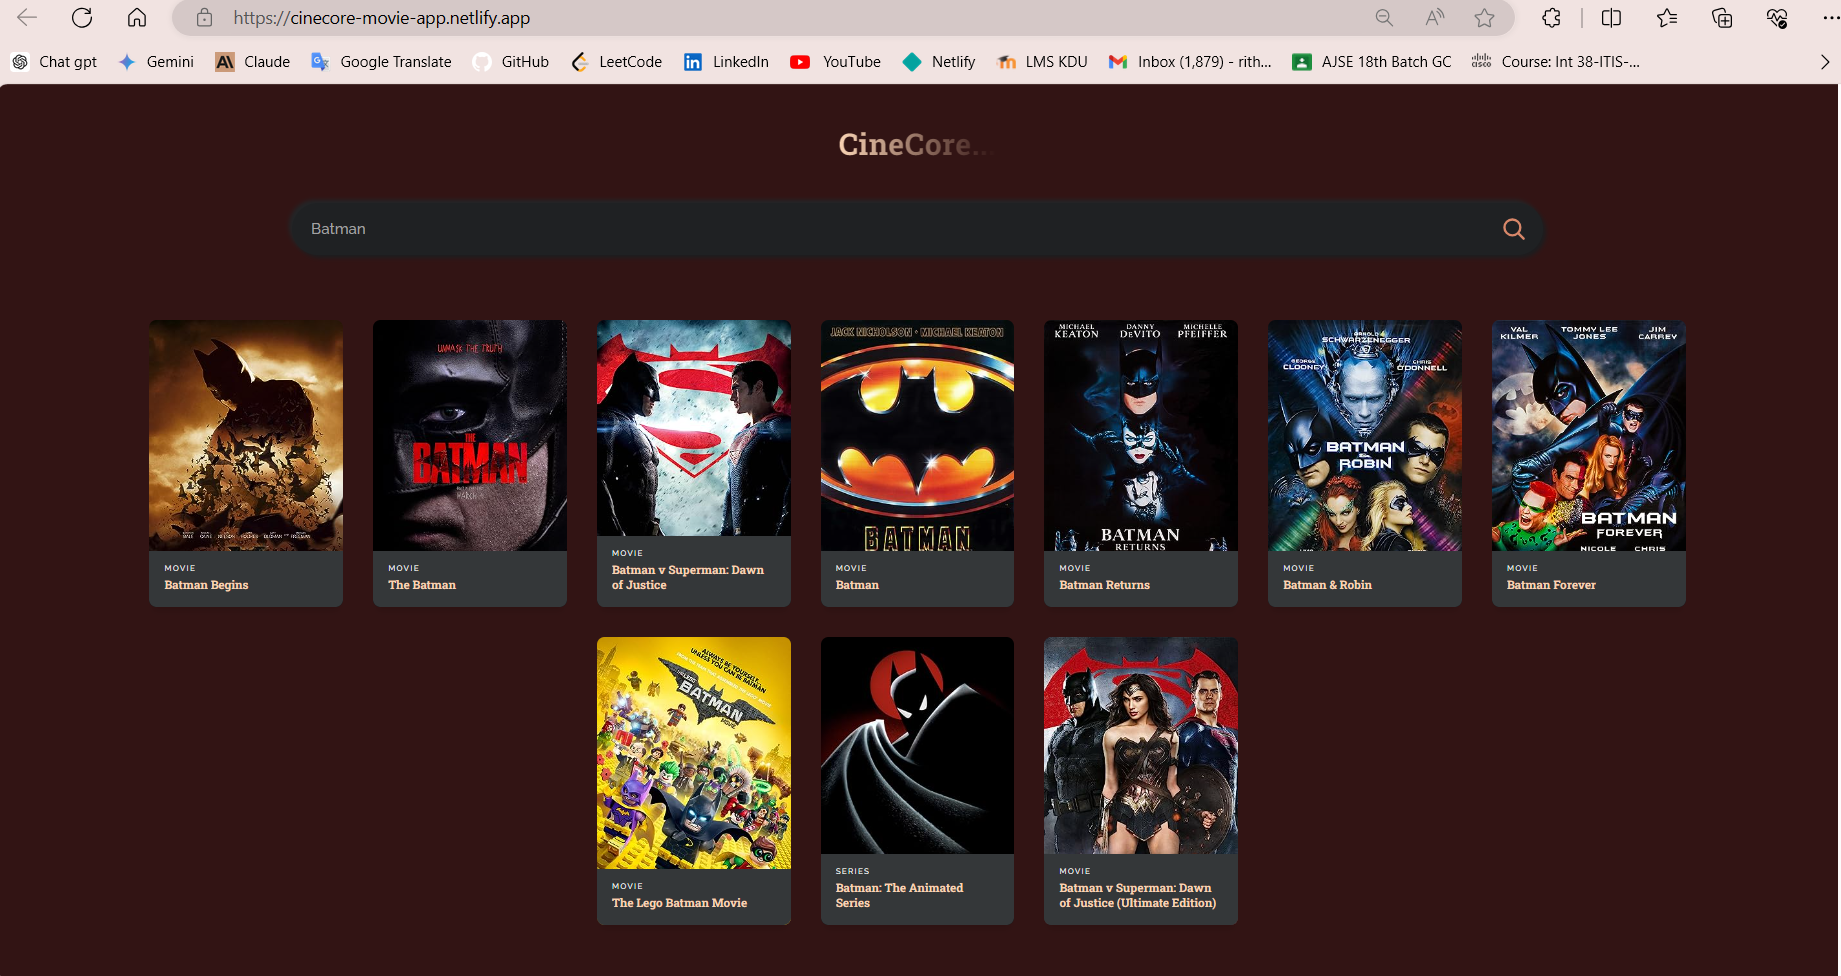 https://cinecore-movie-app.netlify.app
Chat gpt
Gemini
Claude
Google Translate
GitHub
LeetCode
LinkedIn
YouTube
Netlify
LMS KDU
Inbox (1,879) - rith...
AJSE 18th Batch GC
Course: Int 38-ITIS-...
CineCore...
Batman
UNMASK THE TRUTH
THE
BATMAN
MARCH
JACK NICHOLSON · MICHAEL KEATON
BATMAN
MICHAEL KEATON
DANNY DEVITO
MICHELLE PFEIFFER
BATMAN
RETURNS
ARNOLD
SCHWARZENEGGER
GEORGE CLOONEY
CHRIS O'DONNELL
BATMAN
&
ROBIN
VAL KILMER
TOMMY LEE JONES
JIM CARREY
BATMAN
FOREVER
NICOLE CHRIS
MOVIE
Batman Begins
MOVIE
The Batman
MOVIE
Batman v Superman: Dawn
of Justice
MOVIE
Batman
MOVIE
Batman Returns
MOVIE
Batman & Robin
MOVIE
Batman Forever
ALWAYS BE YOURSELF.
UNLESS YOU CAN BE BATMAN
BATMAN
MOVIE
MOVIE
The Lego Batman Movie
SERIES
Batman: The Animated
Series
MOVIE
Batman v Superman: Dawn
of Justice (Ultimate Edition)